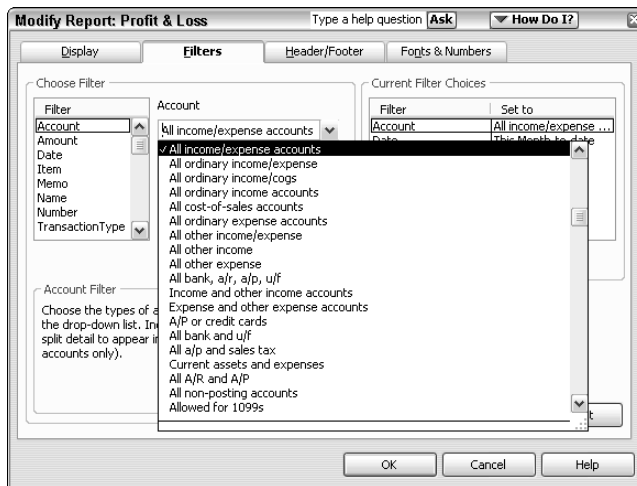 Modify Report: Profit & Loss
Type a help question Ask
How Do I?
Display
Filters
Header/Footer
Fonts & Numbers
Choose Filter
Filter
Account
Amount
Date
Item
Memo
Name
Number
TransactionType
Account
All income/expense accounts
All income/expense accounts
All ordinary income/expense
All ordinary income/cogs
All ordinary income accounts
All cost-of-sales accounts
All ordinary expense accounts
All other income/expense
All other income
All other expense
All bank, a/r, a/p, u/f
Income and other income accounts
Expense and other expense accounts
A/P or credit cards
All bank and u/f
All a/p and sales tax
Current assets and expenses
All A/R and A/P
All non-posting accounts
Allowed for 1099s
Current Filter Choices
Filter Set to
Account All income/expense ...
Date This Month-to-date
Account Filter
Choose the types of a
the drop-down list. In
split detail to appear i
accounts only).
OK
Cancel
Help